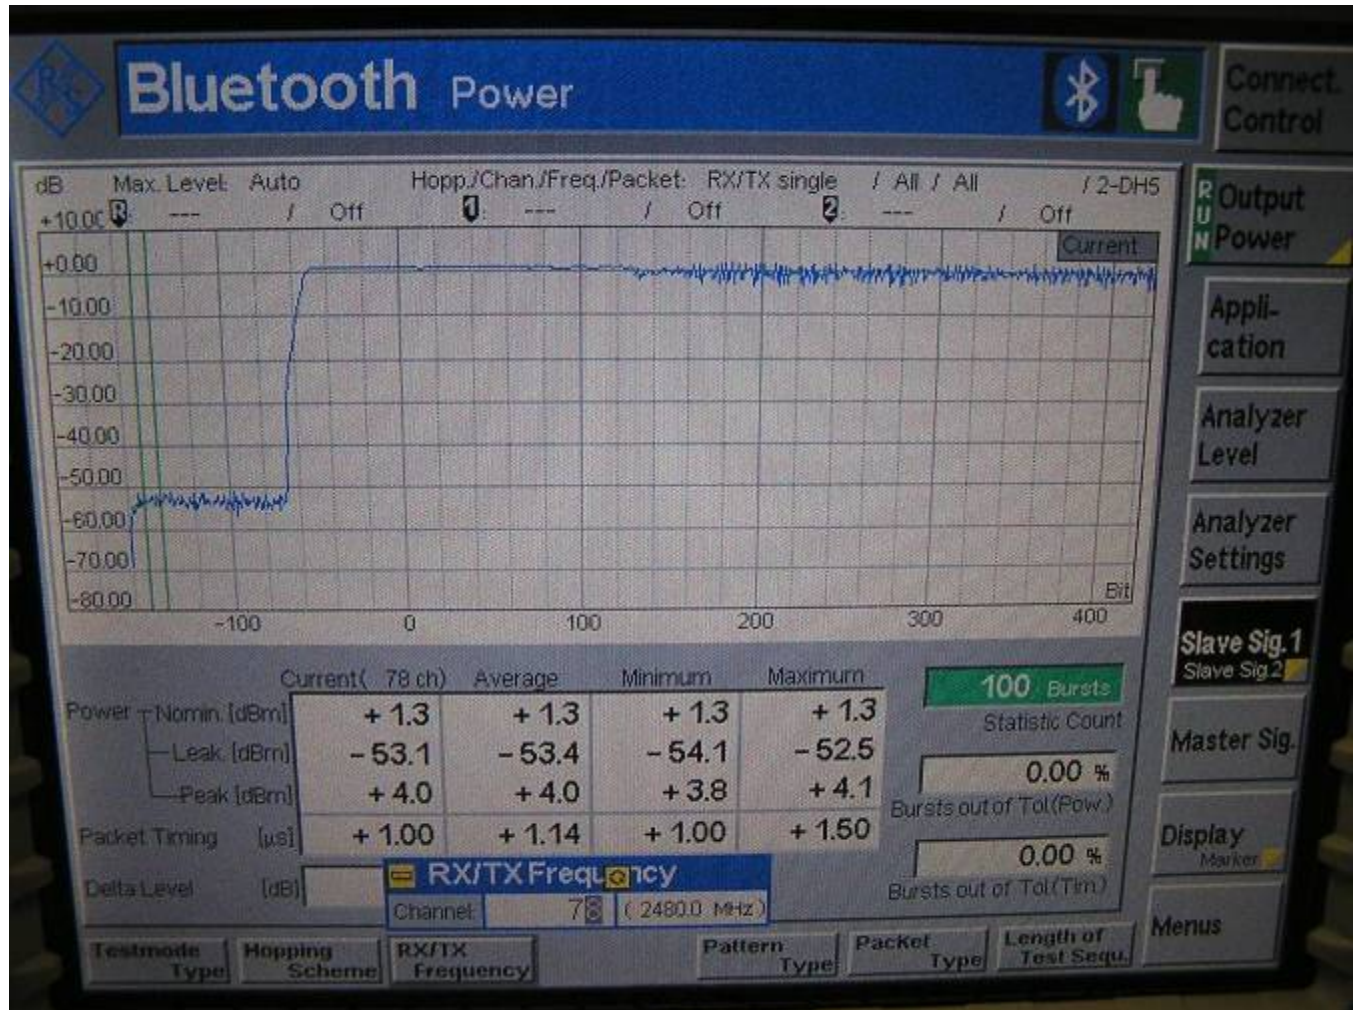 Bluetooth Power
Connect. Control
dB Max. Level: Auto Hopp./Chan./Freq./Packet: RX/TX single / All / All / 2-DH5
R: --- / Off 1: --- / Off 2: --- / Off
+10.00
+0.00
-10.00
-20.00
-30.00
-40.00
-50.00
-60.00
-70.00
-80.00
Current
Bit
-100 0 100 200 300 400
RUN Output Power
Appli-
cation
Analyzer
Level
Analyzer
Settings
Slave Sig.1
Slave Sig.2
Master Sig.
Display
Marker
Menus
Current( 78 ch) Average Minimum Maximum
Power Nomin. [dBm] +1.3 +1.3 +1.3 +1.3
Leak. [dBm] -53.1 -53.4 -54.1 -52.5
Peak [dBm] +4.0 +4.0 +3.8 +4.1
Packet Timing [µs] +1.00 +1.14 +1.00 +1.50
Delta Level [dB]
100 Bursts
Statistic Count
0.00 %
Bursts out of Tol(Pow.)
0.00 %
Bursts out of Tol(Tim.)
RX/TX Frequency
Channel: 78 (2480.0 MHz)
Testmode Type
Hopping Scheme
RX/TX Frequency
Pattern Type
Packet Type
Length of Test Sequ.